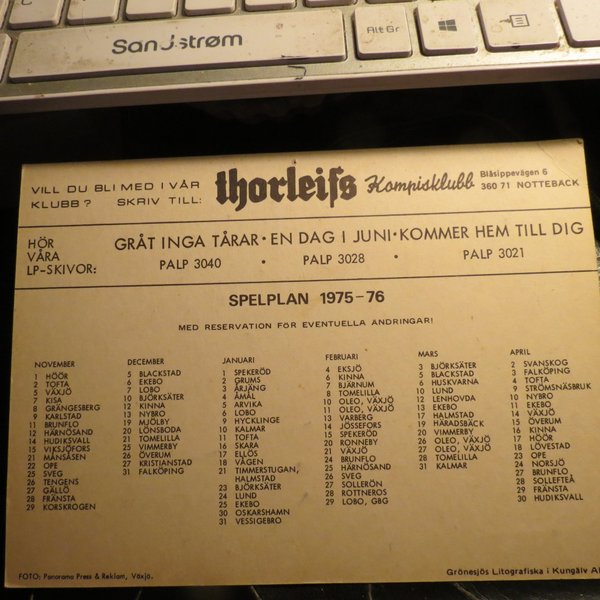 SanJstrøm
Alt Gr
VILL DU BLI MED I VÅR
KLUBB? SKRIV TILL:
thorleifs Kompisklubb
Blåsippevägen 6
360 71 NOTTEBÄCK
HÖR
VÅRA
LP-SKIVOR:
GRÅT INGA TÅRAR · EN DAG I JUNI · KOMMER HEM TILL DIG
PALP 3040 · PALP 3028 · PALP 3021
SPELPLAN 1975-76
MED RESERVATION FÖR EVENTUELLA ÄNDRINGAR!
NOVEMBER
1 HÖÖR
2 TOFTA
5 VÄXJÖ
7 KISA
8 GRÄNGESBERG
9 KARLSTAD
11 BRUNFLO
12 HÄRNÖSAND
14 HUDIKSVALL
15 VIKSJÖFORS
21 MÅNSÅSEN
22 OPE
25 SVEG
26 TENGENS
27 GÄLLÖ
28 FRÄNSTA
29 KORSKROGEN
DECEMBER
5 BLACKSTAD
6 EKEBO
7 LOBO
10 BJÖRKSÄTER
12 KINNA
13 NYBRO
19 MJÖLBY
20 LÖNSBODA
21 TOMELILLA
25 VIMMERBY
26 ÖVERUM
27 KRISTIANSTAD
31 FALKÖPING
JANUARI
1 SPEKERÖD
2 GRUMS
3 ÅRJÄNG
4 ÅMÅL
5 ARVIKA
6 LOBO
9 HYCKLINGE
10 KALMAR
11 TOFTA
16 SKARA
17 ELLÖS
18 VÅGEN
21 TIMMERSTUGAN,
HALMSTAD
23 BJÖRKSÄTER
24 LUND
25 EKEBO
30 OSKARSHAMN
31 VESSIGEBRO
FEBRUARI
4 EKSJÖ
6 KINNA
7 BJÄRNUM
8 TOMELILLA
10 OLEO, VÄXJÖ
11 OLEO, VÄXJÖ
13 VARBERG
14 JÖSSEFORS
15 SPEKERÖD
20 RONNEBY
21 VÄXJÖ
24 BRUNFLO
25 HÄRNÖSAND
26 SVEG
27 SOLLERÖN
28 ROTTNEROS
29 LOBO, GBG
MARS
3 BJÖRKSÄTER
5 BLACKSTAD
6 HUSKVARNA
10 LUND
12 LENHOVDA
13 EKEBO
17 HALMSTAD
19 HARADSBÄCK
20 VIMMERBY
26 OLEO, VÄXJÖ
27 OLEO, VÄXJÖ
28 TOMELILLA
31 KALMAR
APRIL
2 SVANSKOG
3 FALKÖPING
4 TOFTA
9 STRÖMSNÄSBRUK
10 NYBRO
11 EKEBO
14 VÄXJÖ
15 ÖVERUM
16 KINNA
17 HÖÖR
18 LÖVESTAD
23 OPE
24 NORSJÖ
27 BRUNFLO
28 SOLLEFTEÅ
29 FRÄNSTA
30 HUDIKSVALL
FOTO: Panorama Press & Reklam, Växjö.
Grönesjös Litografiska i Kungälv A